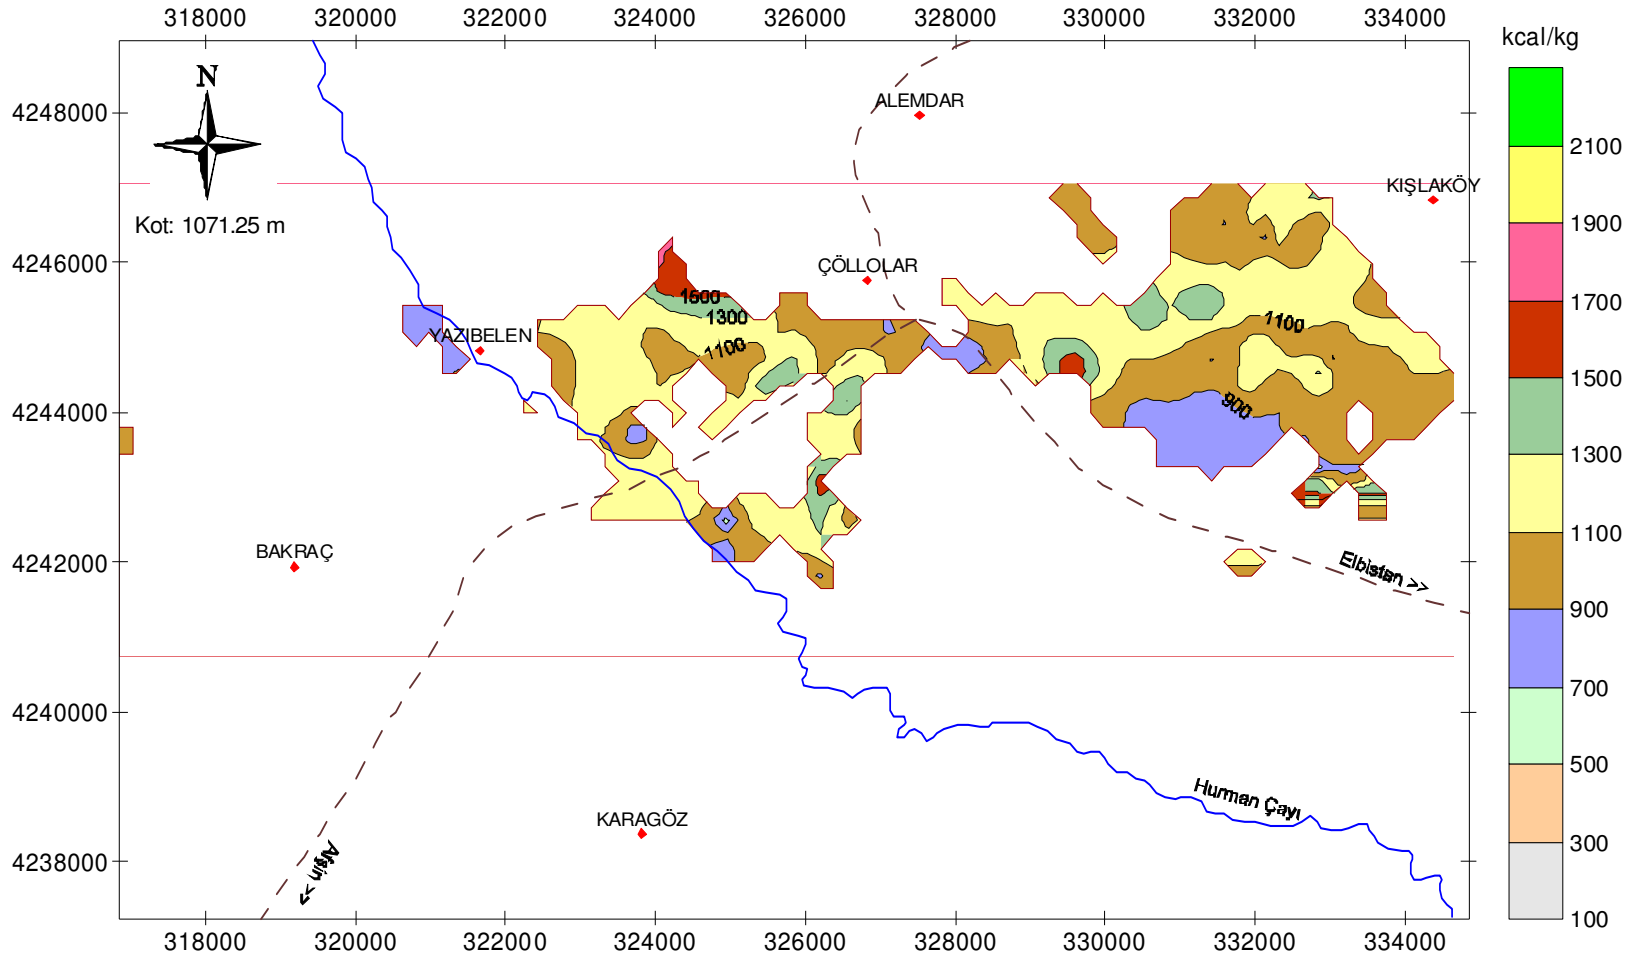 318000 320000 322000 324000 326000 328000 330000 332000 334000
kcal/kg
N
ALEMDAR
4248000
2100
KIŞLAKÖY
Kot: 1071.25 m
1900
4246000
ÇÖLLOLAR
1700
1500
1300
1100
1100
YAZIBELEN
1500
900
4244000
1300
1100
BAKRAÇ
4242000
Elbistan >>
900
700
4240000
500
Hurman Çayı
KARAGÖZ
300
4238000
Afşin >>
100
318000 320000 322000 324000 326000 328000 330000 332000 334000